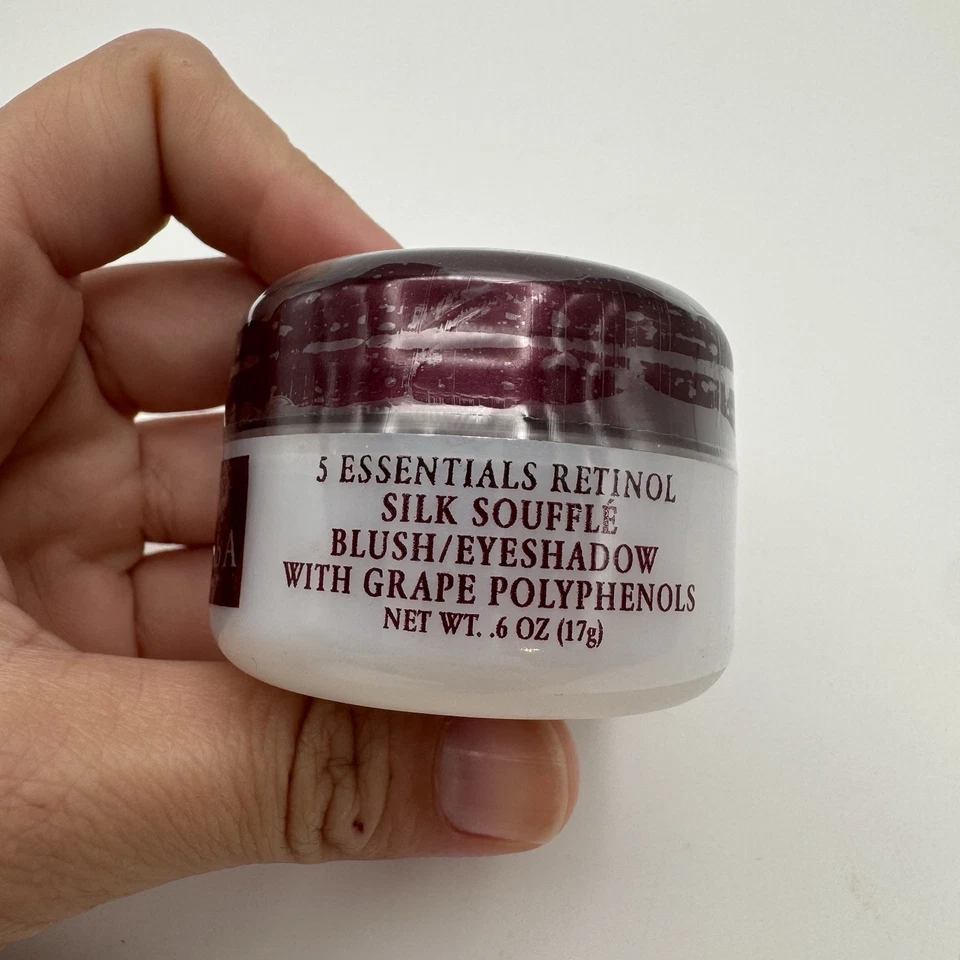 5 ESSENTIALS RETINOL
SILK SOUFFLÉ
BLUSH/EYESHADOW
WITH GRAPE POLYPHENOLS
NET WT. .6 OZ (17g)